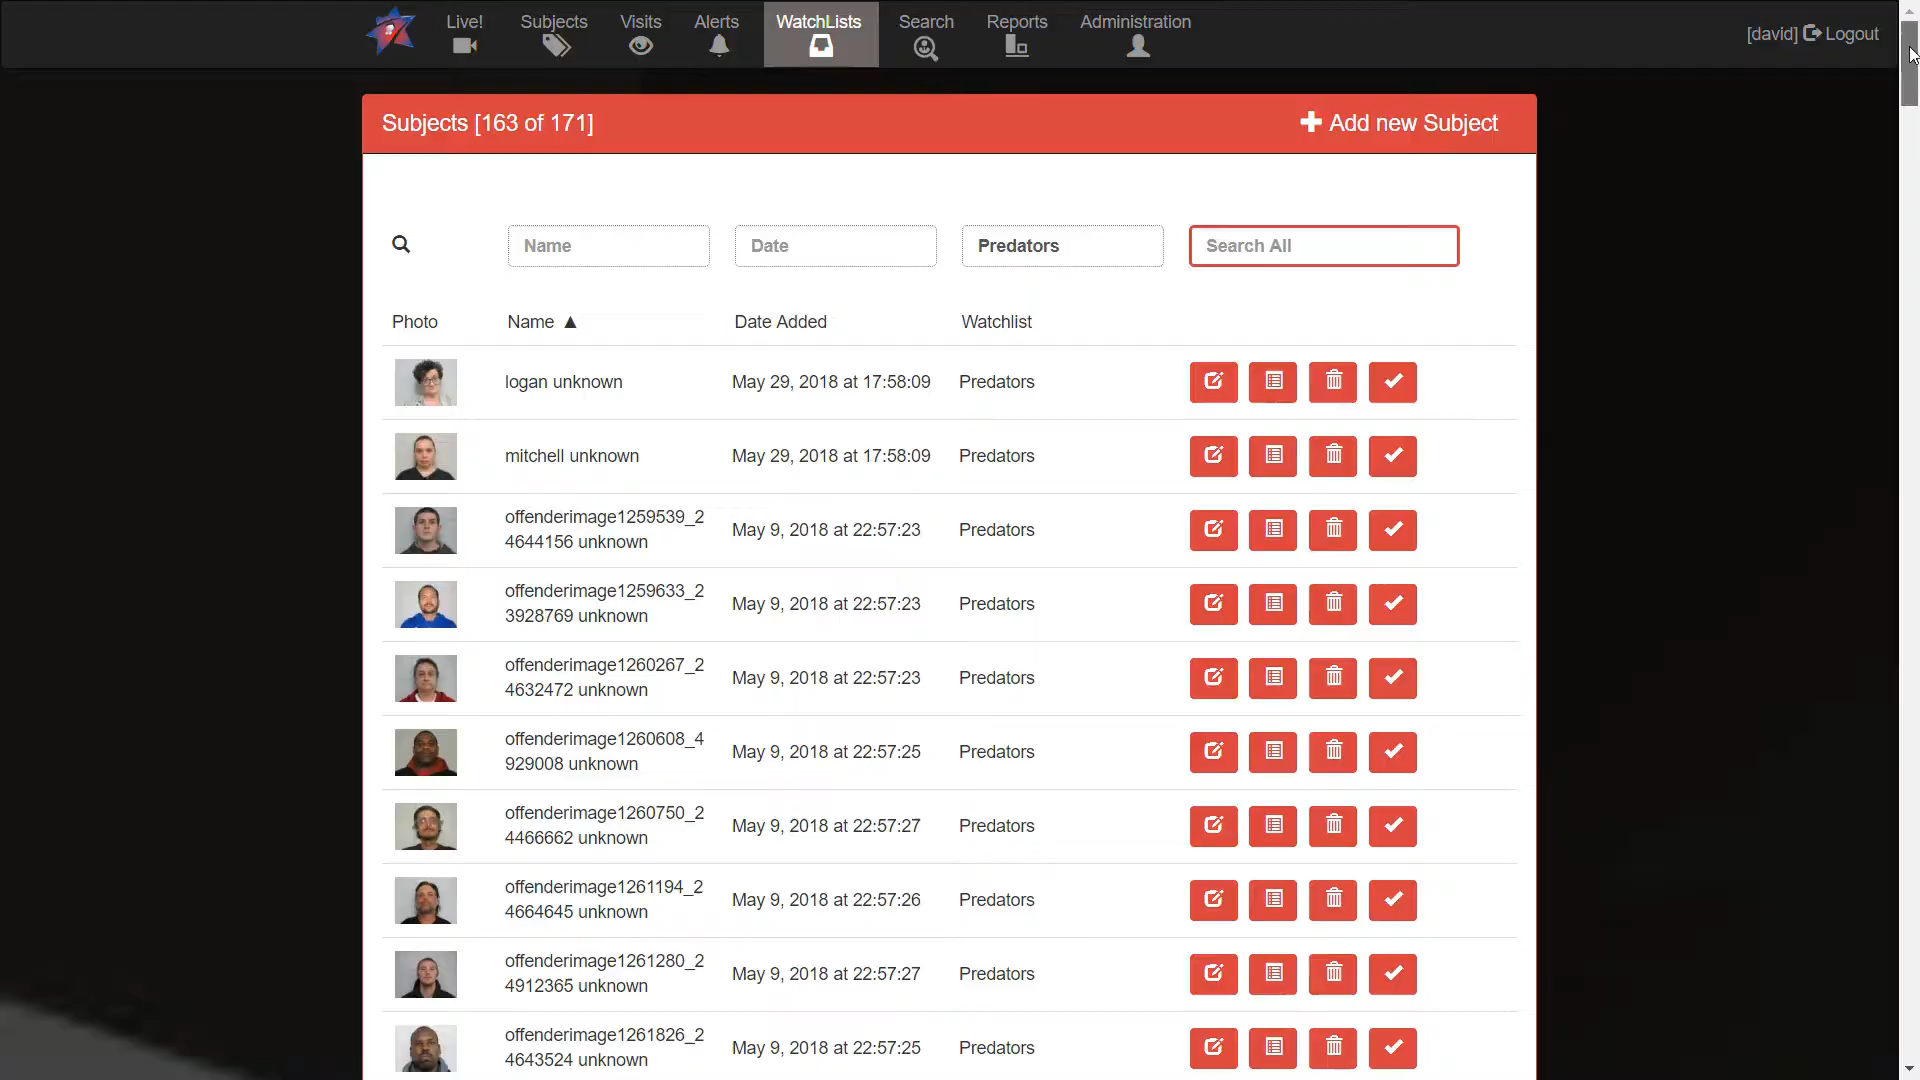 Live!
Subjects
Visits
Alerts
WatchLists
Search
Reports
Administration
[david] Logout
Subjects [163 of 171]
Add new Subject
Name
Date
Predators
Search All
Photo
Name ▲
Date Added
Watchlist
logan unknown
May 29, 2018 at 17:58:09
Predators
mitchell unknown
May 29, 2018 at 17:58:09
Predators
offenderimage1259539_2
4644156 unknown
May 9, 2018 at 22:57:23
Predators
offenderimage1259633_2
3928769 unknown
May 9, 2018 at 22:57:23
Predators
offenderimage1260267_2
4632472 unknown
May 9, 2018 at 22:57:23
Predators
offenderimage1260608_4
929008 unknown
May 9, 2018 at 22:57:25
Predators
offenderimage1260750_2
4466662 unknown
May 9, 2018 at 22:57:27
Predators
offenderimage1261194_2
4664645 unknown
May 9, 2018 at 22:57:26
Predators
offenderimage1261280_2
4912365 unknown
May 9, 2018 at 22:57:27
Predators
offenderimage1261826_2
4643524 unknown
May 9, 2018 at 22:57:25
Predators